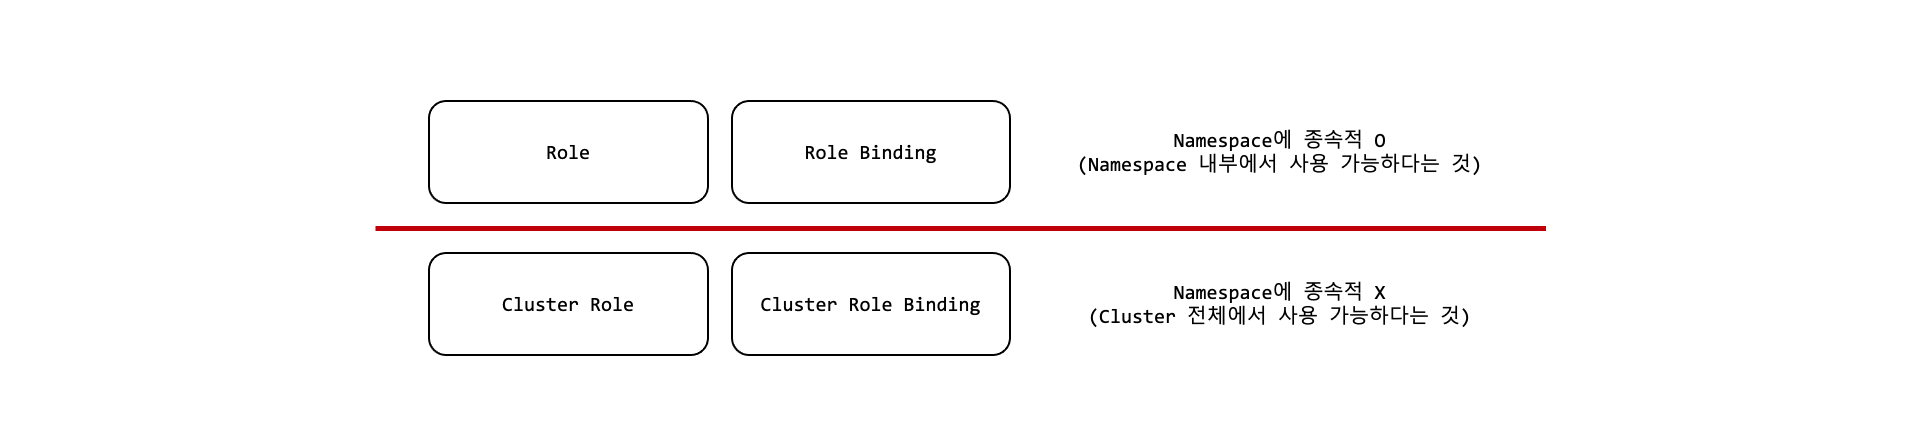 Role
Role Binding
Namespace에 종속적 O
(Namespace 내부에서 사용 가능하다는 것)
Cluster Role
Cluster Role Binding
Namespace에 종속적 X
(Cluster 전체에서 사용 가능하다는 것)